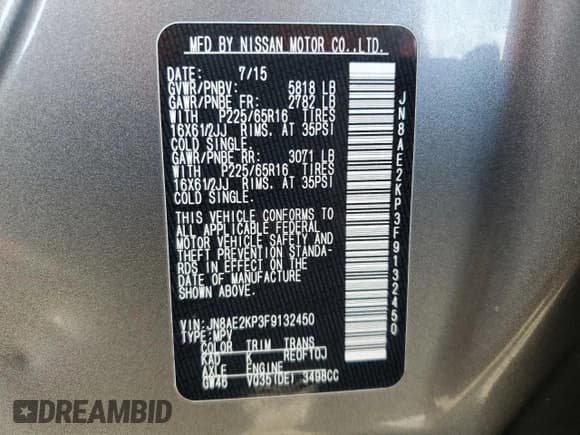 MFD BY NISSAN MOTOR CO.,LTD.
DATE: 7/15
GVWR/PNBV: 5818 LB
GAWR/PNBE FR: 2782 LB
WITH P225/65R16 TIRES
16X61/2JJ RIMS. AT 35PSI
COLD SINGLE.
GAWR/PNBE RR: 3071 LB
WITH P225/65R16 TIRES
16X61/2JJ RIMS. AT 35PSI
COLD SINGLE.
THIS VEHICLE CONFORMS TO
ALL APPLICABLE FEDERAL
MOTOR VEHICLE SAFETY AND
THEFT PREVENTION STANDA-
RDS IN EFFECT ON THE
DATE OF MANUFACTURE
SHOWN ABOVE.
VIN: JN8AE2KP3F9132450
TYPE: MPV
COLOR TRIM TRANS
KAD K RE0F10J
AXLE ENGINE
GW46 VQ35(DE) 3498CC
JN8AE2KP3F9132450
DREAMBID